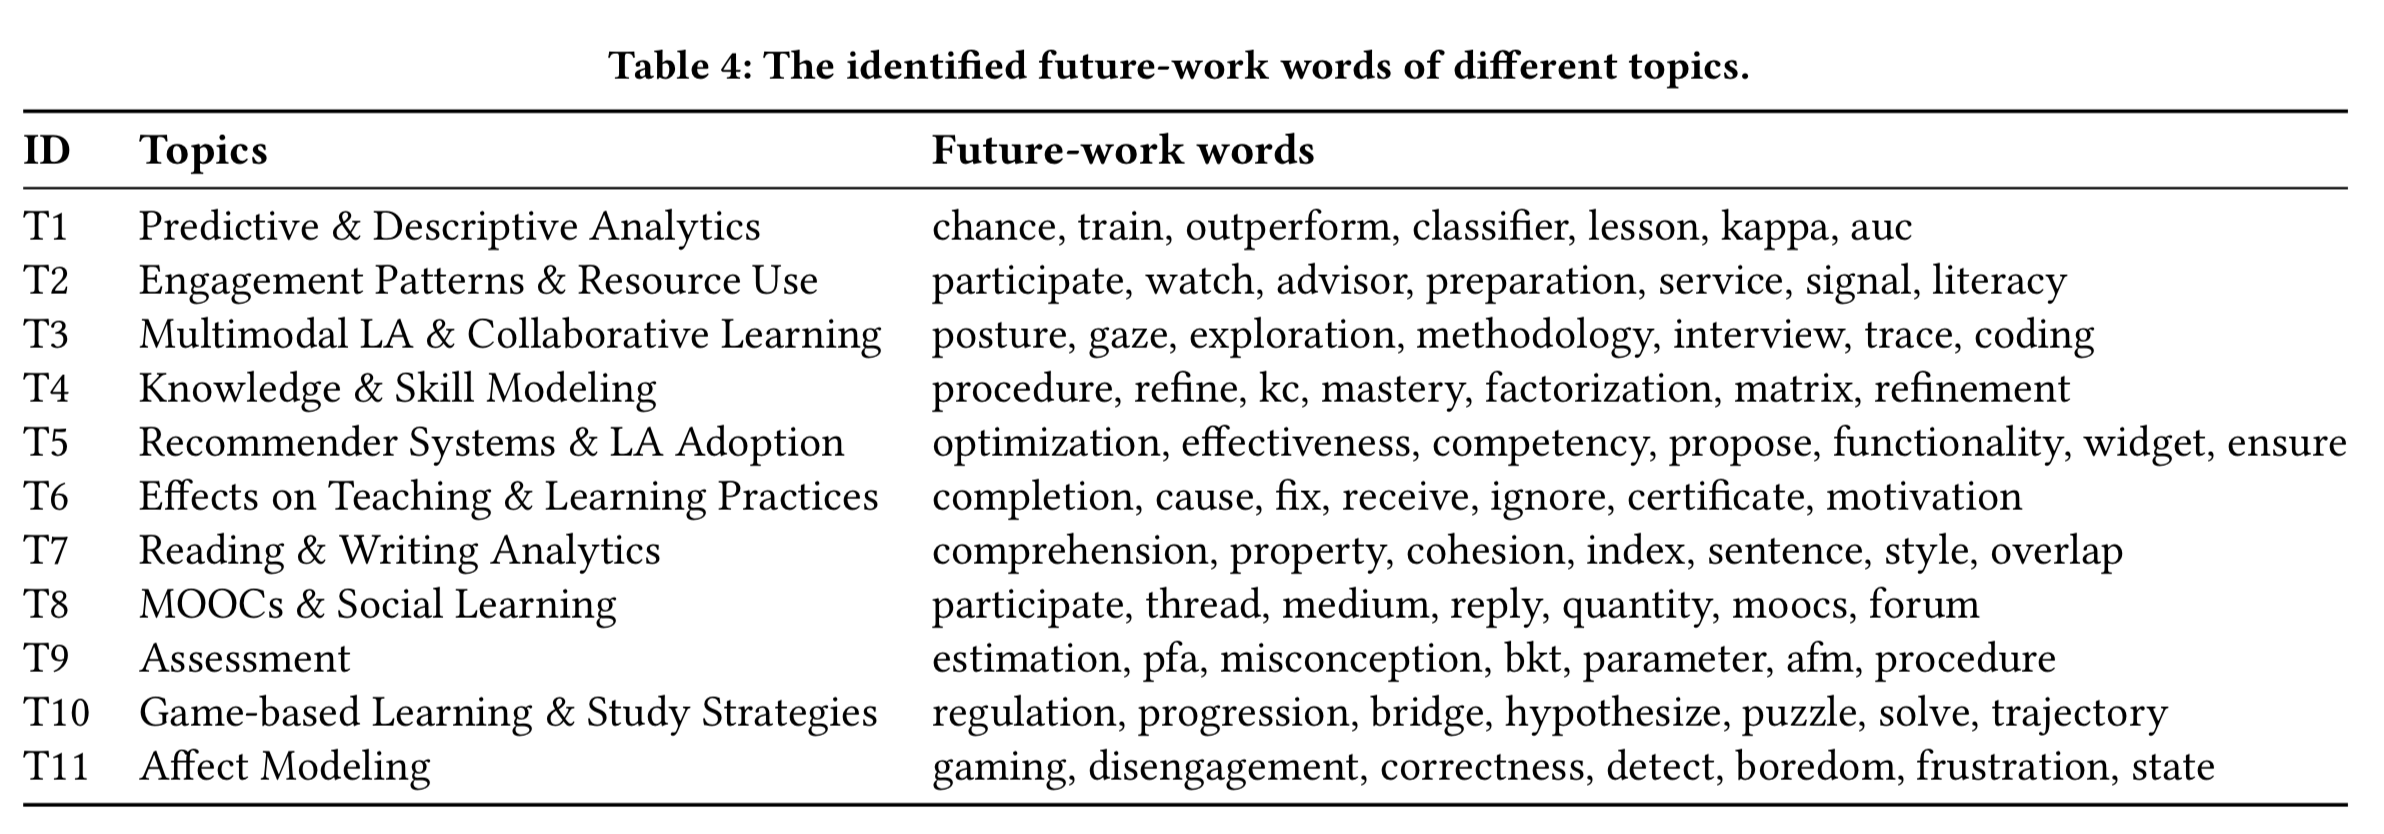 Table 4: The identified future-work words of different topics.
ID Topics Future-work words
T1 Predictive & Descriptive Analytics chance, train, outperform, classifier, lesson, kappa, auc
T2 Engagement Patterns & Resource Use participate, watch, advisor, preparation, service, signal, literacy
T3 Multimodal LA & Collaborative Learning posture, gaze, exploration, methodology, interview, trace, coding
T4 Knowledge & Skill Modeling procedure, refine, kc, mastery, factorization, matrix, refinement
T5 Recommender Systems & LA Adoption optimization, effectiveness, competency, propose, functionality, widget, ensure
T6 Effects on Teaching & Learning Practices completion, cause, fix, receive, ignore, certificate, motivation
T7 Reading & Writing Analytics comprehension, property, cohesion, index, sentence, style, overlap
T8 MOOCs & Social Learning participate, thread, medium, reply, quantity, moocs, forum
T9 Assessment estimation, pfa, misconception, bkt, parameter, afm, procedure
T10 Game-based Learning & Study Strategies regulation, progression, bridge, hypothesize, puzzle, solve, trajectory
T11 Affect Modeling gaming, disengagement, correctness, detect, boredom, frustration, state